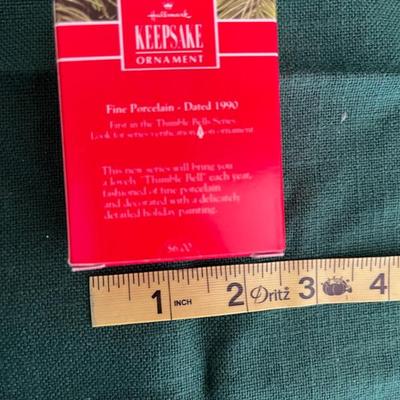 Hallmark
KEEPSAKE
ORNAMENT
Fine Porcelain - Dated 1990
First in the Thimble Bells Series
Look for series verification on ornament
This new series will bring you
a lovely "Thimble Bell" each year,
fashioned of fine porcelain
and decorated with a delicately
detailed holiday painting.
$6.00
1 INCH 2 Dritz 3 4